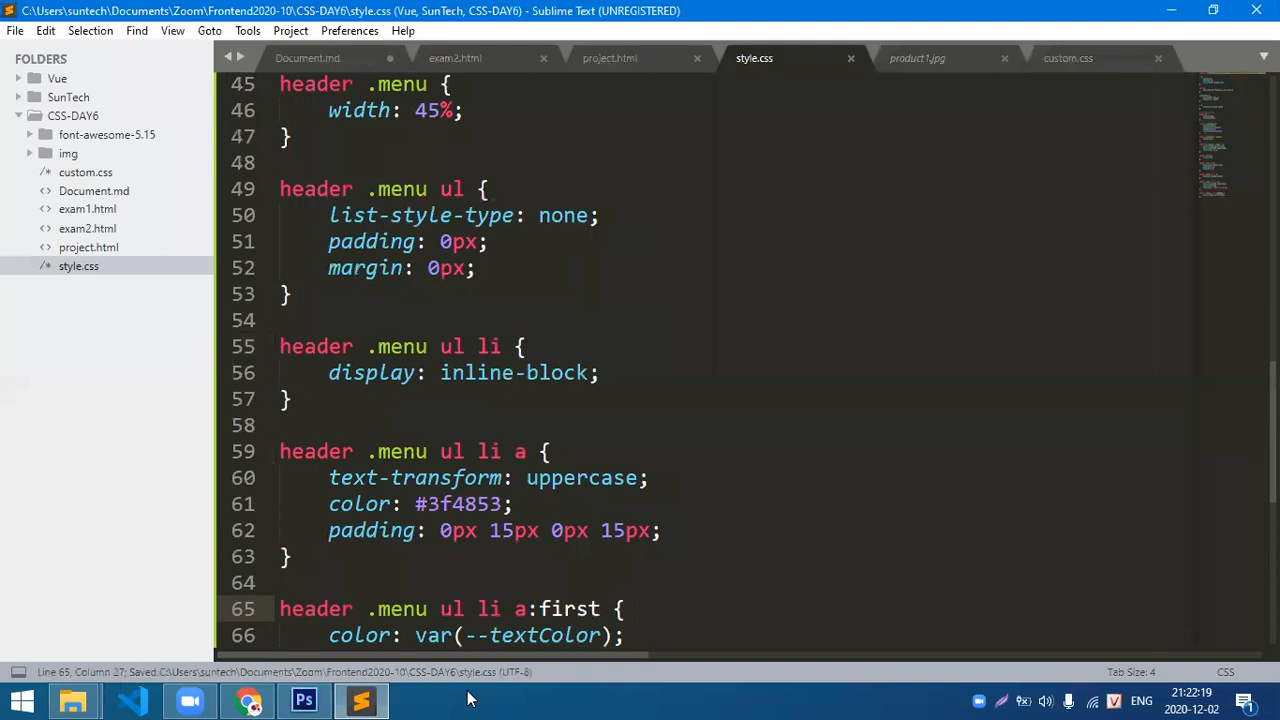 C:\Users\suntech\Documents\Zoom\Frontend2020-10\CSS-DAY6\style.css (Vue, SunTech, CSS-DAY6) - Sublime Text (UNREGISTERED)
File Edit Selection Find View Goto Tools Project Preferences Help
FOLDERS
Vue
SunTech
CSS-DAY6
font-awesome-5.15
img
/* custom.css
<> Document.md
<> exam1.html
<> exam2.html
<> project.html
/* style.css
Document.md exam2.html project.html style.css product1.jpg custom.css
45 header .menu {
46 width: 45%;
47 }
48
49 header .menu ul {
50 list-style-type: none;
51 padding: 0px;
52 margin: 0px;
53 }
54
55 header .menu ul li {
56 display: inline-block;
57 }
58
59 header .menu ul li a {
60 text-transform: uppercase;
61 color: #3f4853;
62 padding: 0px 15px 0px 15px;
63 }
64
65 header .menu ul li a:first {
66 color: var(--textColor);
Line 65, Column 27; Saved C:\Users\suntech\Documents\Zoom\Frontend2020-10\CSS-DAY6\style.css (UTF-8) Tab Size: 4 CSS
Ps
V ENG 21:22:19
2020-12-02
1